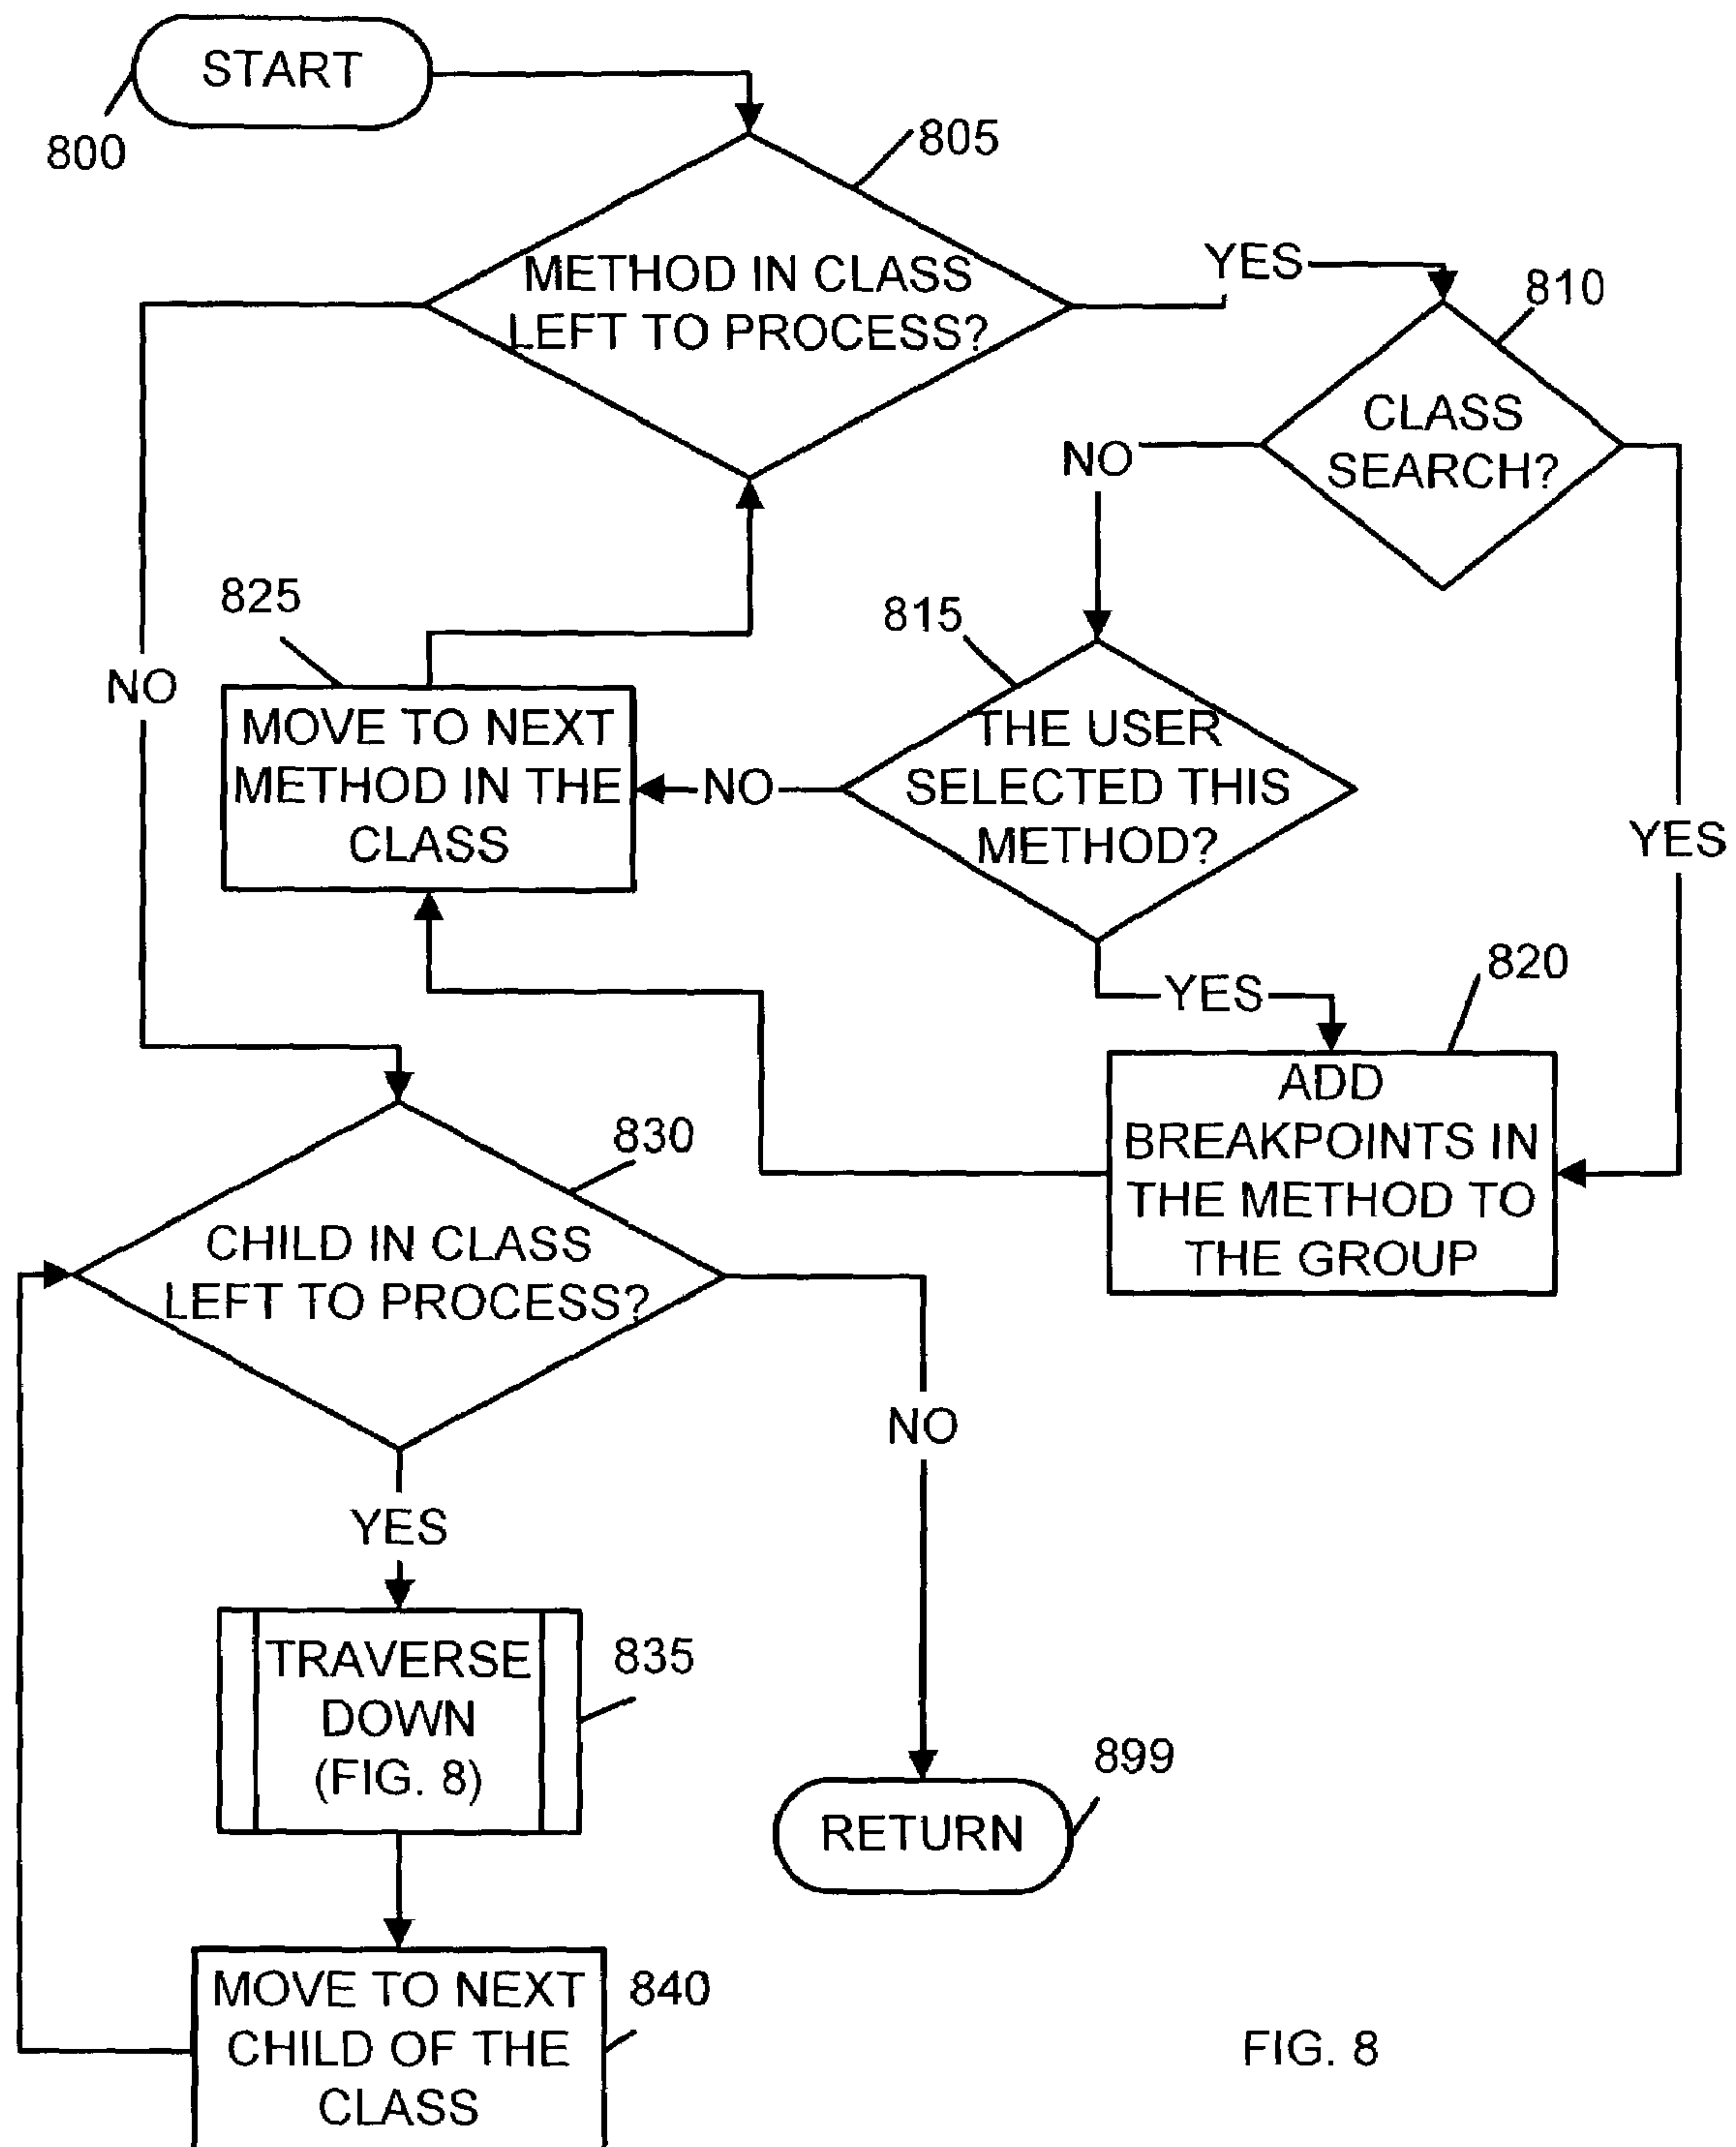 START
800
805
METHOD IN CLASS
LEFT TO PROCESS?
YES
810
CLASS
SEARCH?
NO
YES
815
THE USER
SELECTED THIS
METHOD?
NO
825
MOVE TO NEXT
METHOD IN THE
CLASS
NO
YES
820
ADD
BREAKPOINTS IN
THE METHOD TO
THE GROUP
830
CHILD IN CLASS
LEFT TO PROCESS?
NO
YES
TRAVERSE
DOWN
(FIG. 8)
835
899
RETURN
MOVE TO NEXT
CHILD OF THE
CLASS
840
FIG. 8